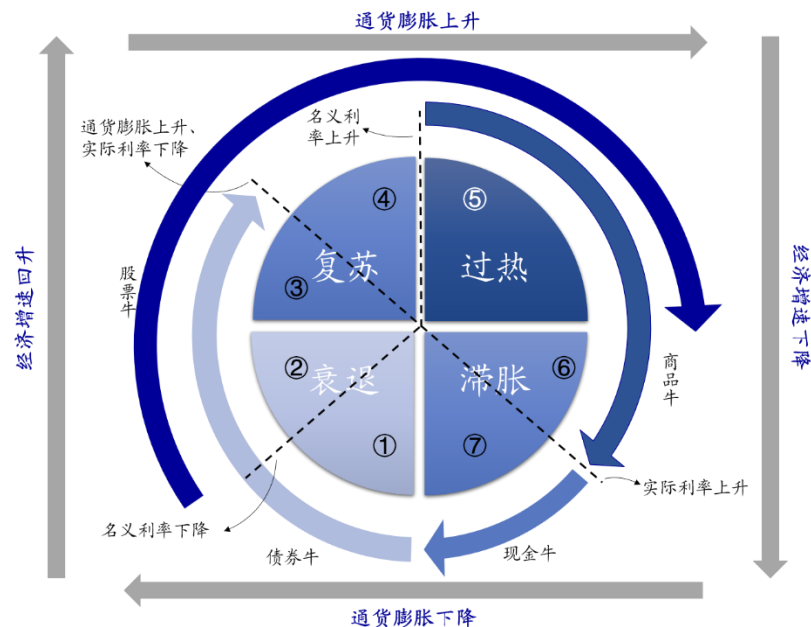 通货膨胀上升
通货膨胀上升、
实际利率下降
名义利
率上升
④
⑤
经济增速回升
股票牛
复苏
过热
经济增速下降
③
②
衰退
滞胀
⑥
商品牛
①
⑦
实际利率上升
名义利率下降
债券牛
现金牛
通货膨胀下降